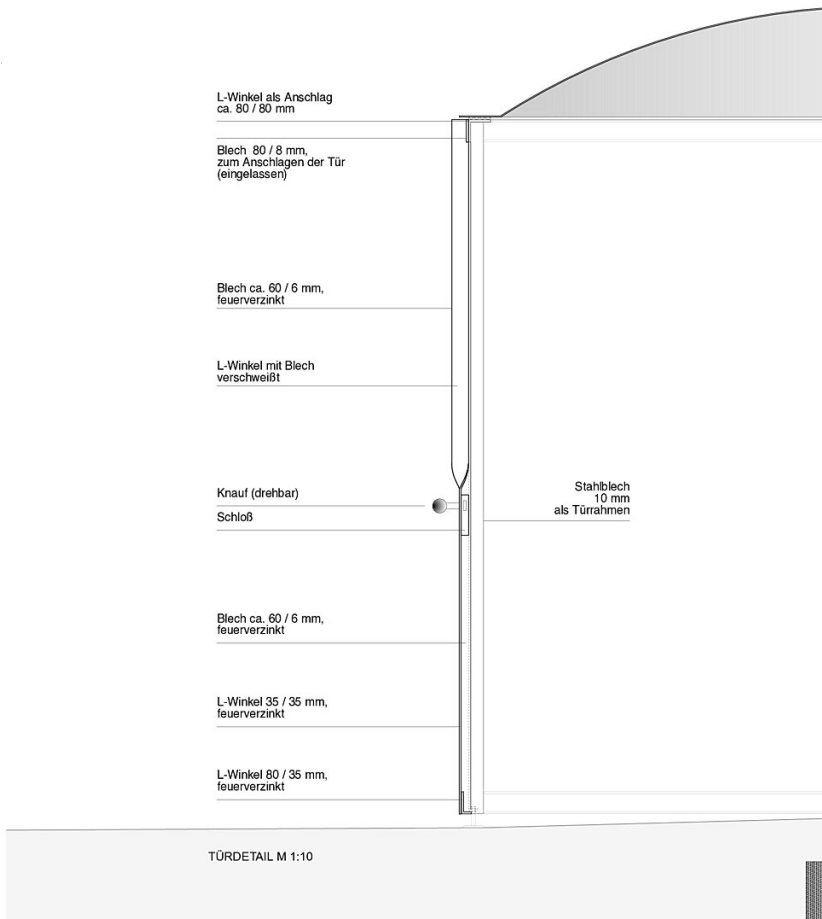 L-Winkel als Anschlag
ca. 80 / 80 mm
Blech 80 / 8 mm,
zum Anschlagen der Tür
(eingelassen)
Blech ca. 60 / 6 mm,
feuerverzinkt
L-Winkel mit Blech
verschweißt
Knauf (drehbar)
Schloß
Stahlblech
10 mm
als Türrahmen
Blech ca. 60 / 6 mm,
feuerverzinkt
L-Winkel 35 / 35 mm,
feuerverzinkt
L-Winkel 80 / 35 mm,
feuerverzinkt
TÜRDETAIL M 1:10